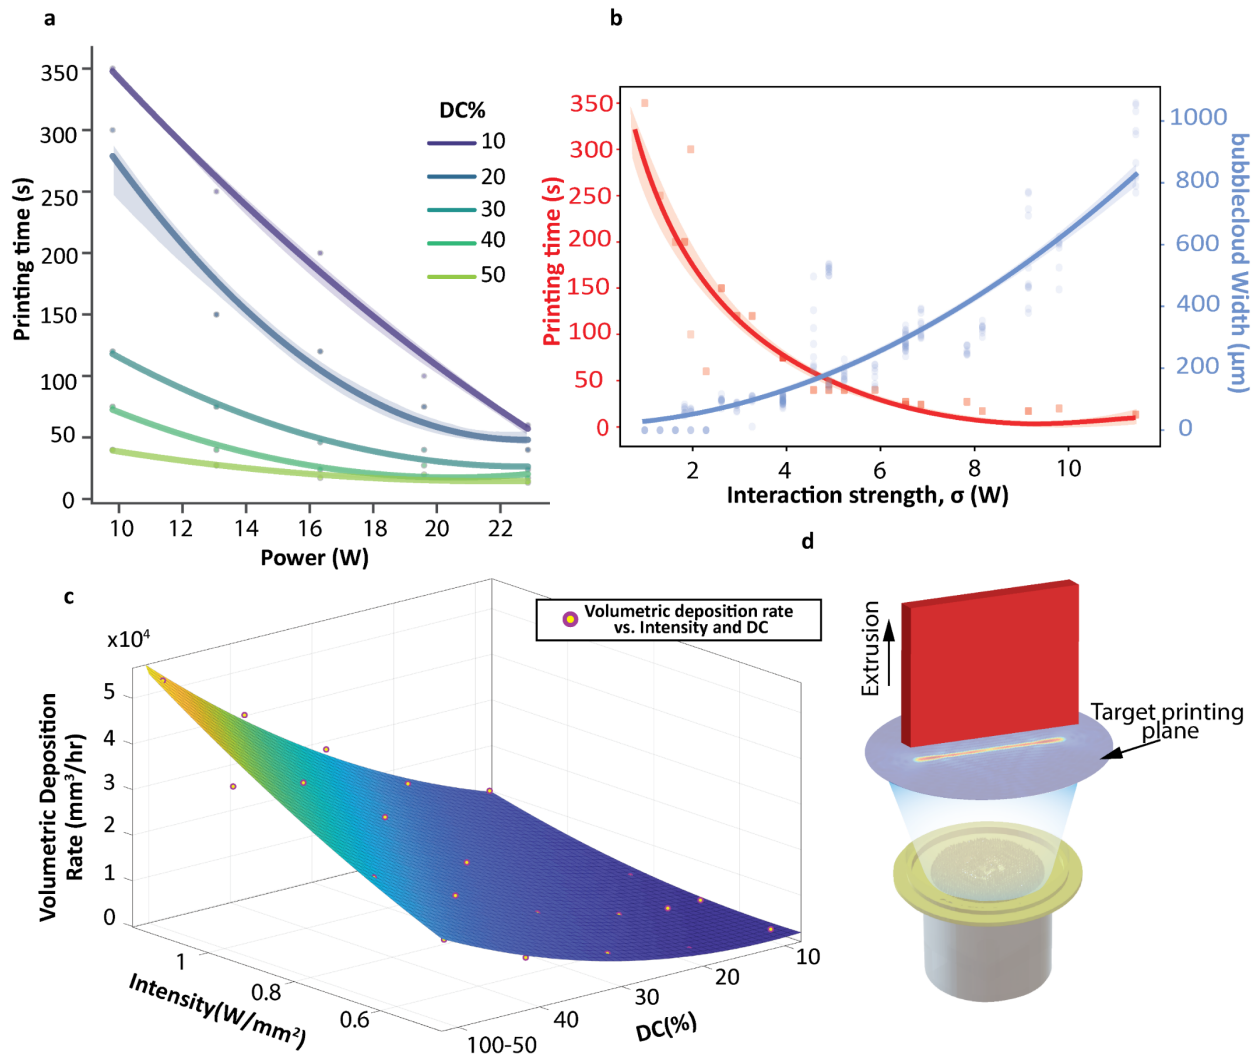 a
Printing time (s)
350
300
250
200
150
100
50
0
10
12
14
16
18
20
22
Power (W)
DC%
10
20
30
40
50
b
Printing time (s)
350
300
250
200
150
100
50
0
2
4
6
8
10
Interaction strength, σ (W)
1000
800
600
400
200
0
bubblecloud Width (μm)
c
x10⁴
5
4
3
2
1
0
Volumetric Deposition
Rate (mm³/hr)
1
0.8
0.6
Intensity(W/mm²)
100-50
40
30
20
10
DC(%)
Volumetric deposition rate
vs. Intensity and DC
d
Extrusion
Target printing
plane